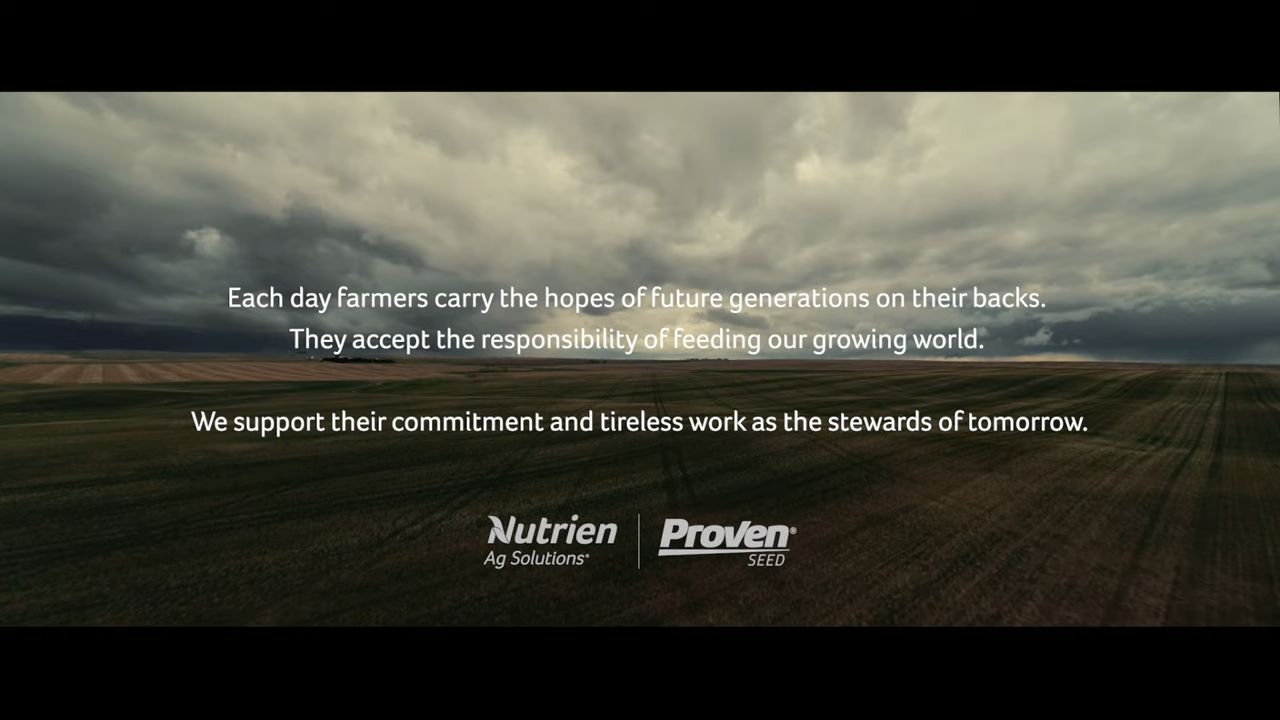 Each day farmers carry the hopes of future generations on their backs.
They accept the responsibility of feeding our growing world.
We support their commitment and tireless work as the stewards of tomorrow.
Nutrien
Ag Solutions®
Proven®
SEED